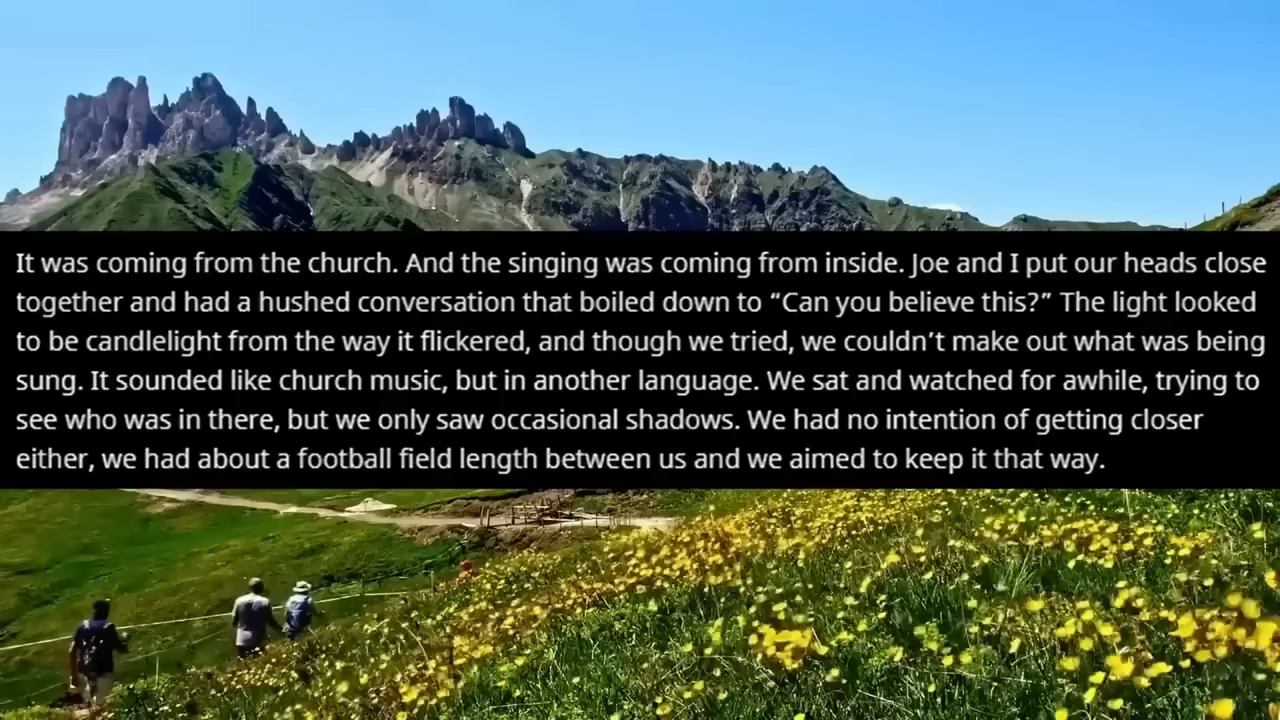 It was coming from the church. And the singing was coming from inside. Joe and I put our heads close
together and had a hushed conversation that boiled down to “Can you believe this?” The light looked
to be candlelight from the way it flickered, and though we tried, we couldn’t make out what was being
sung. It sounded like church music, but in another language. We sat and watched for awhile, trying to
see who was in there, but we only saw occasional shadows. We had no intention of getting closer
either, we had about a football field length between us and we aimed to keep it that way.